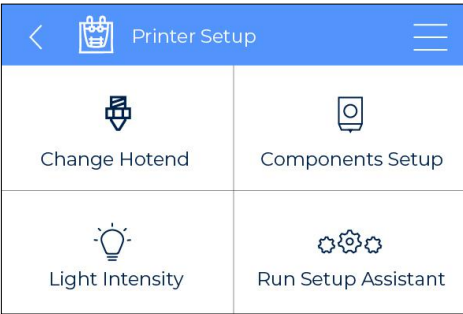 Printer Setup
Change Hotend
Components Setup
Light Intensity
Run Setup Assistant